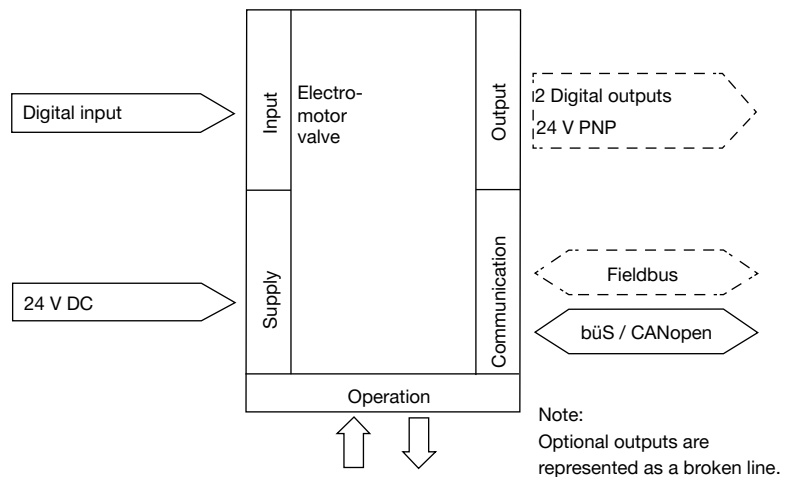 Digital input
Input
Electro-
motor
valve
Output
2 Digital outputs
24 V PNP
24 V DC
Supply
Communication
Fieldbus
büS / CANopen
Operation
Note:
Optional outputs are
represented as a broken line.